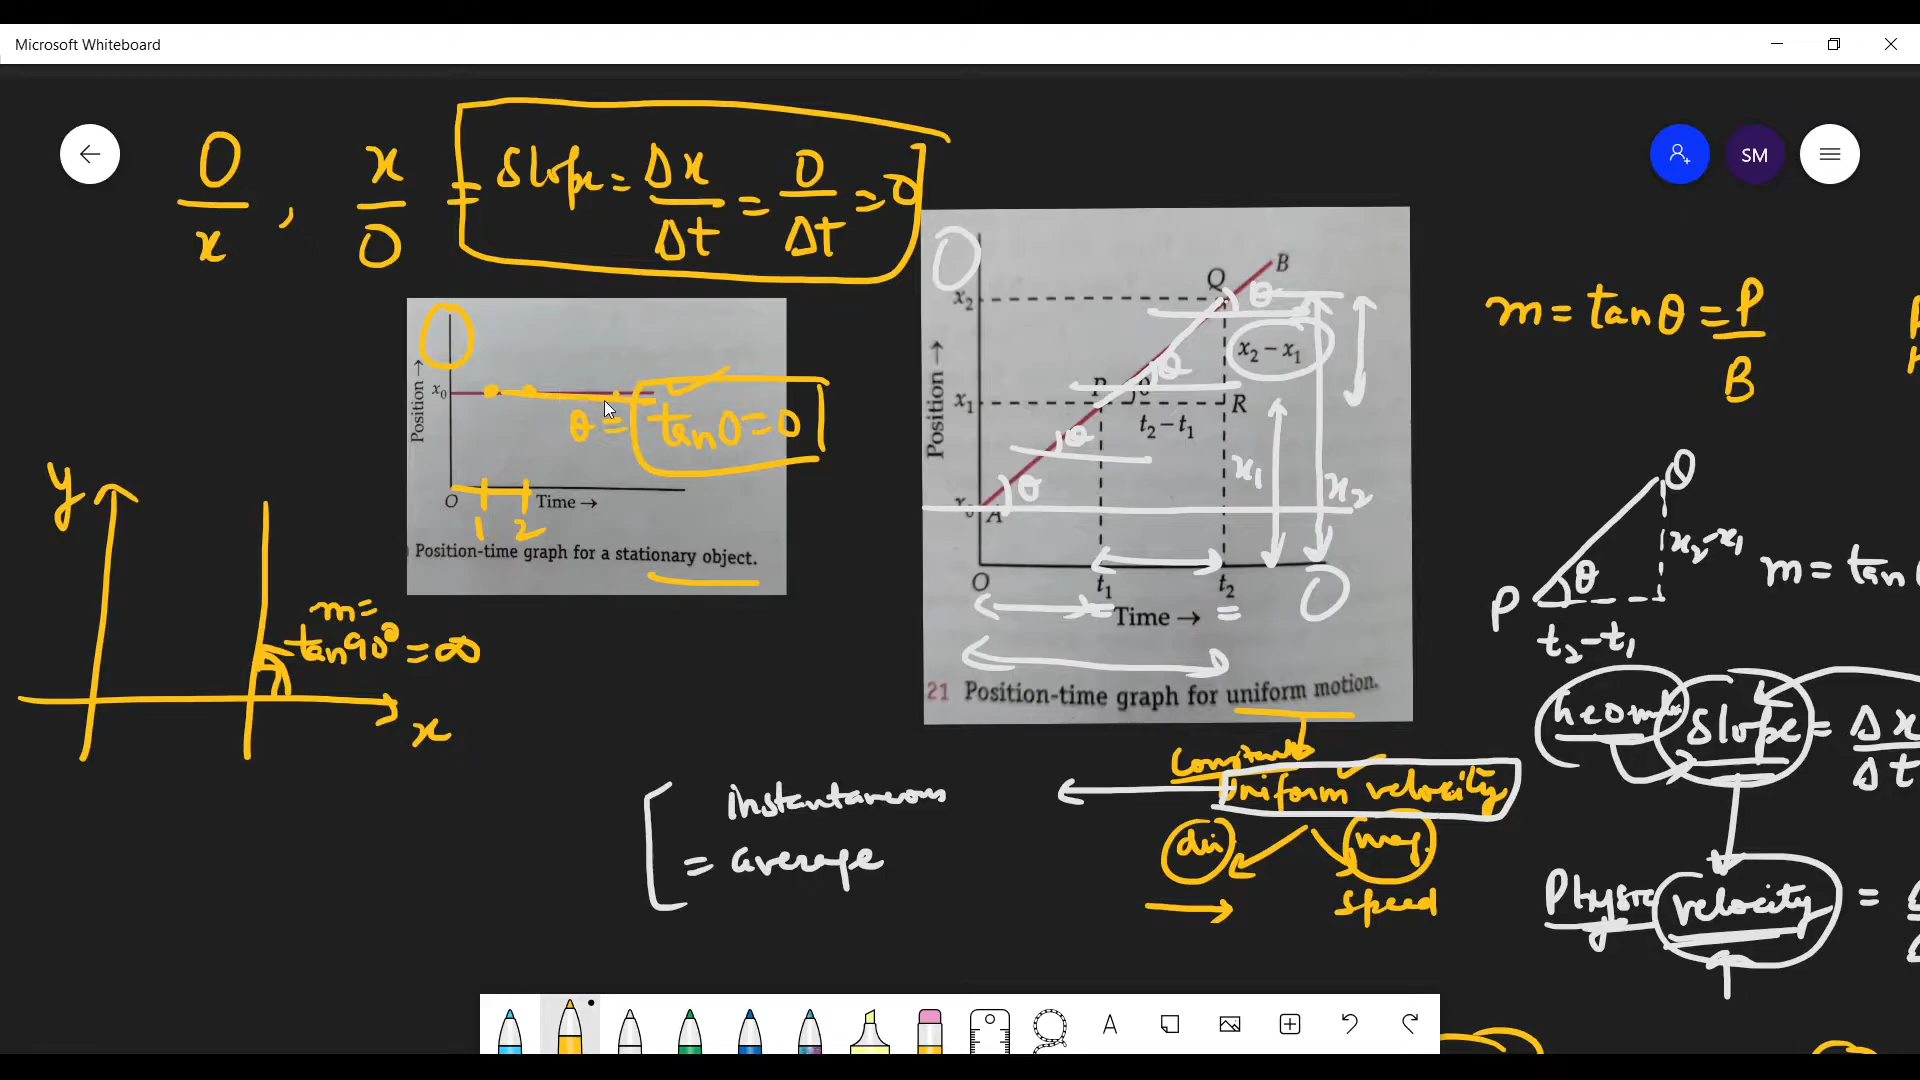 Microsoft Whiteboard
SM
0/x , x/0 =
Slope = Δx/Δt = 0/Δt = 0
Position →
x₀
θ = tan0 = 0
O
1
2
Time →
Position-time graph for a stationary object.
y
x
m =
tan90° = ∞
Position →
x₂
x₁
A
O
Q
B
θ
x₂ – x₁
θ
P
R
t₂ – t₁
θ
θ
x₁
x₂
t₁
t₂
Time →
21 Position-time graph for uniform motion.
Constant
uniform velocity
dir
mag.
speed
instantaneous
= average
m = tanθ = P/B
Q
x₂-x₁
θ
P
t₂-t₁
m = tan
Slope = Δx/Δt
velocity =